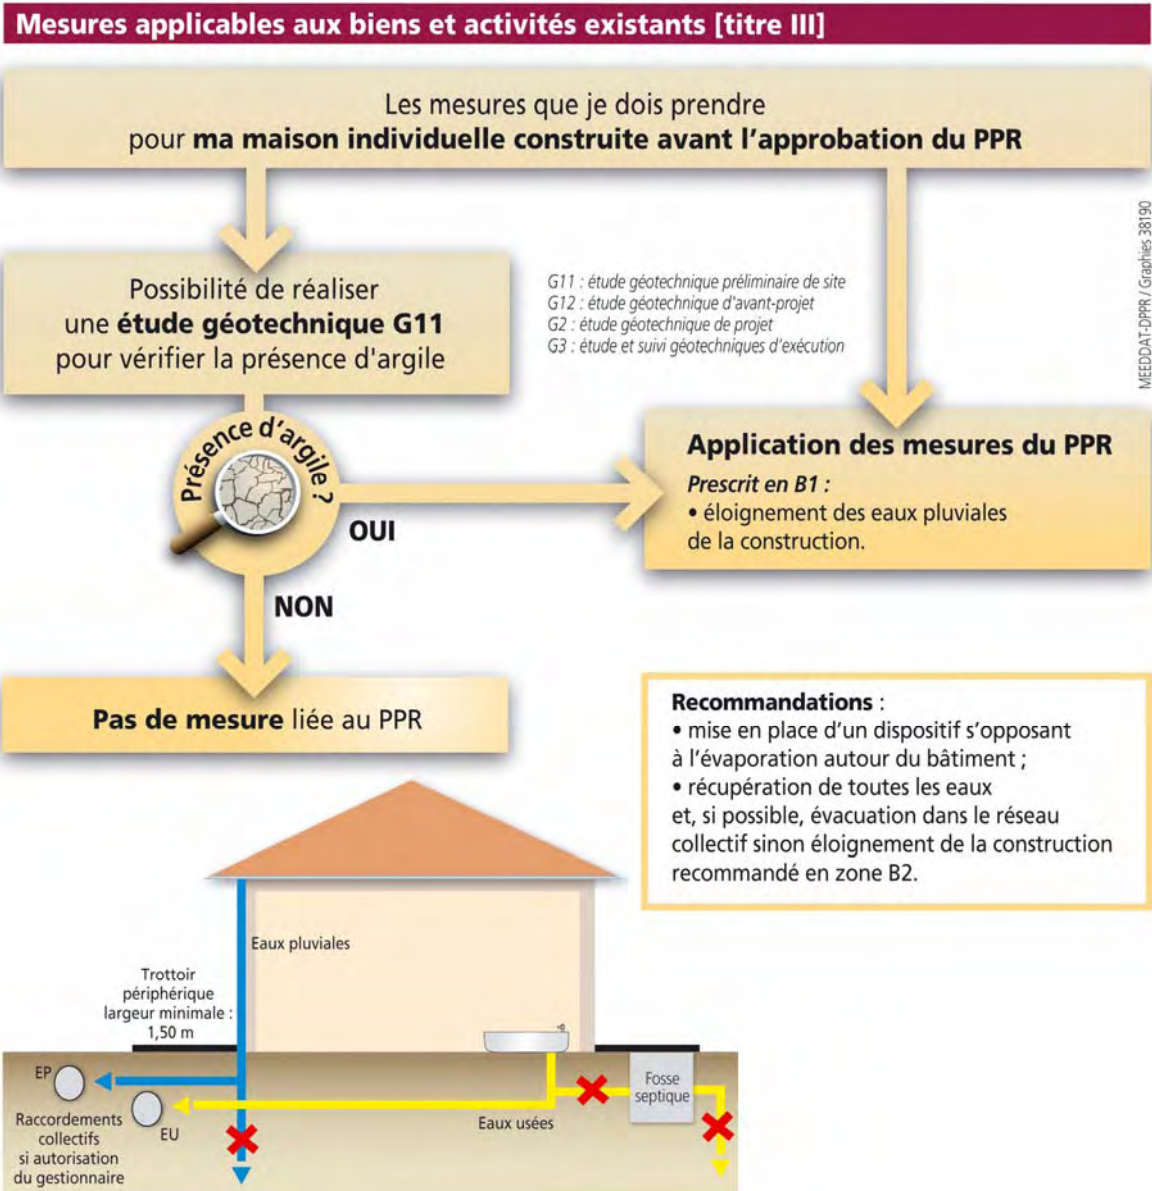 Mesures applicables aux biens et activités existants [titre III]
Les mesures que je dois prendre
pour ma maison individuelle construite avant l'approbation du PPR
Possibilité de réaliser
une étude géotechnique G11
pour vérifier la présence d'argile
G11 : étude géotechnique préliminaire de site
G12 : étude géotechnique d'avant-projet
G2 : étude géotechnique de projet
G3 : étude et suivi géotechniques d'exécution
MEEDDAT-DPPR / Graphies 38190
Présence d'argile ?
OUI
NON
Application des mesures du PPR
Prescrit en B1 :
• éloignement des eaux pluviales
de la construction.
Pas de mesure liée au PPR
Recommandations :
• mise en place d'un dispositif s'opposant
à l'évaporation autour du bâtiment ;
• récupération de toutes les eaux
et, si possible, évacuation dans le réseau
collectif sinon éloignement de la construction
recommandé en zone B2.
Eaux pluviales
Trottoir
périphérique
largeur minimale :
1,50 m
EP
EU
Raccordements
collectifs
si autorisation
du gestionnaire
Eaux usées
Fosse
septique